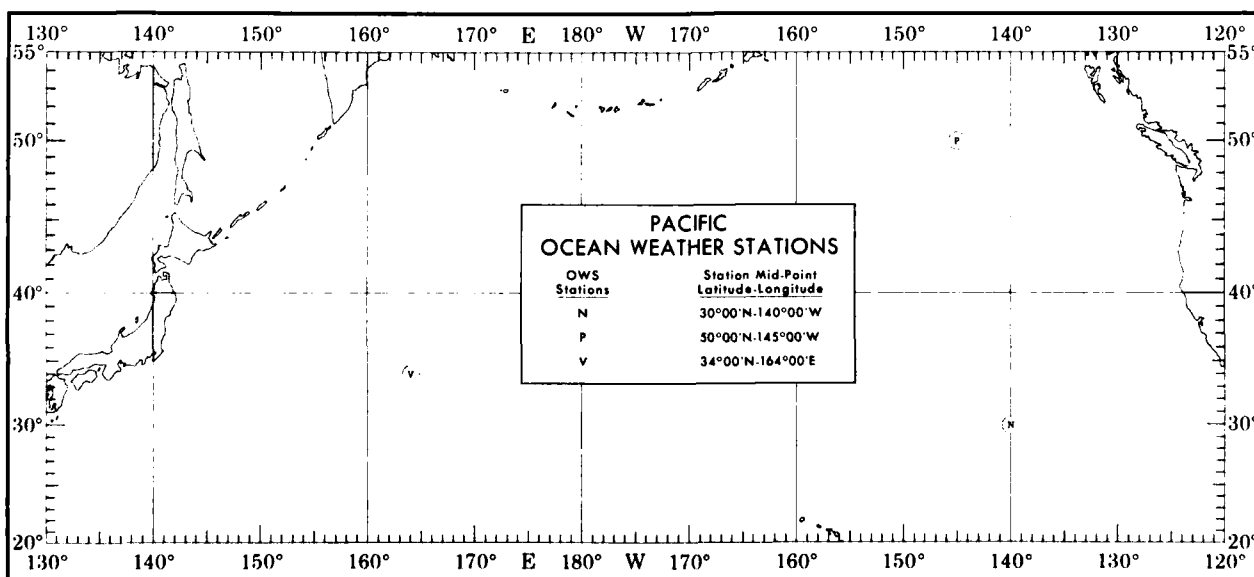 130° 140° 150° 160° 170° E 180° W 170° 160° 150° 140° 130° 120°
55° 55°
50° P 50°
PACIFIC
OCEAN WEATHER STATIONS
OWS Station Mid-Point
Stations Latitude-Longitude
40° 40°
N 30°00'N-140°00'W
P 50°00'N-145°00'W
V 34°00'N-164°00'E
V
30° N 30°
20° 20°
130° 140° 150° 160° 170° E 180° W 170° 160° 150° 140° 130° 120°